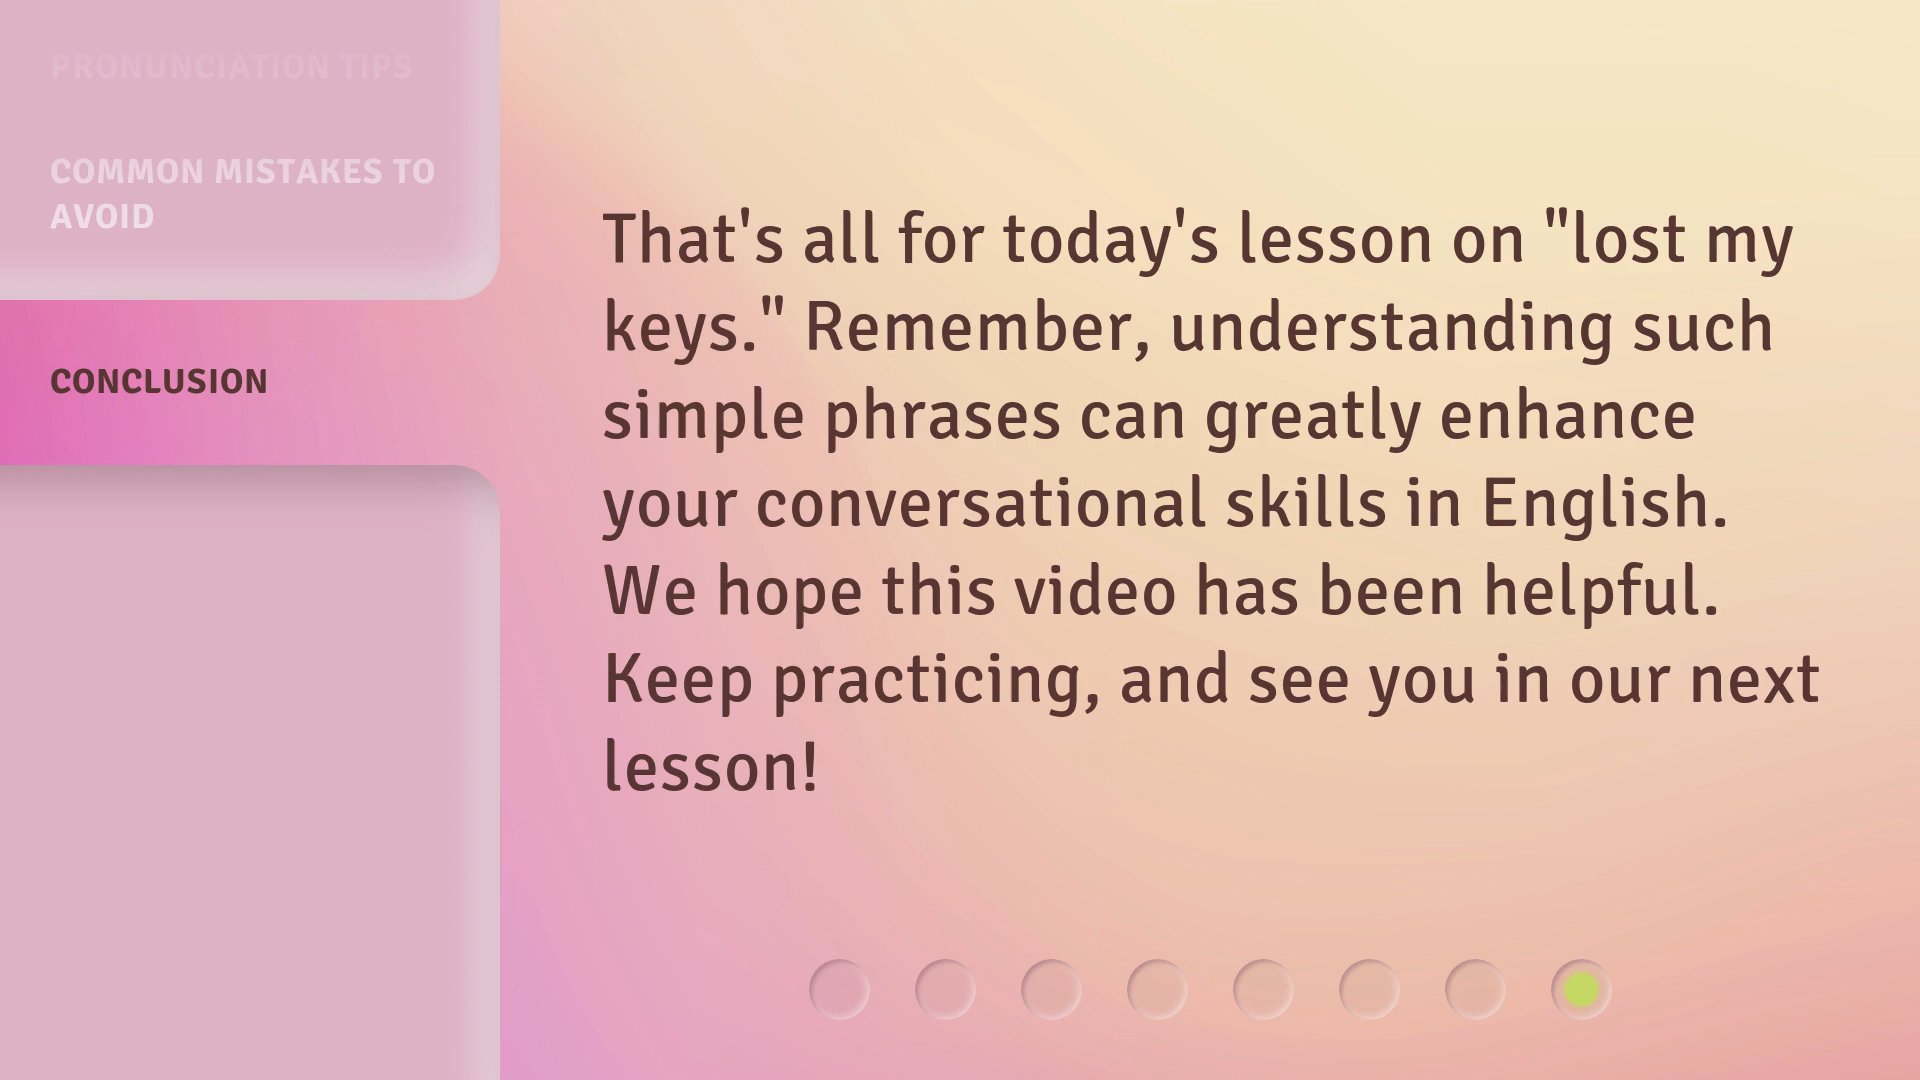 PRONUNCIATION TIPS
COMMON MISTAKES TO
AVOID
CONCLUSION
That's all for today's lesson on "lost my
keys." Remember, understanding such
simple phrases can greatly enhance
your conversational skills in English.
We hope this video has been helpful.
Keep practicing, and see you in our next
lesson!